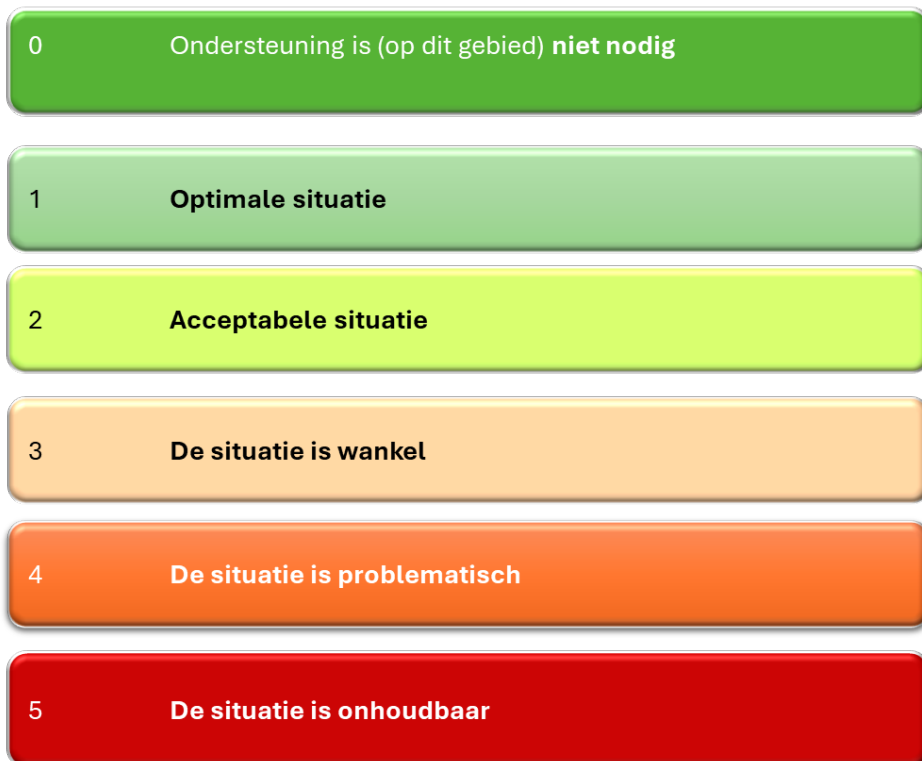 0 Ondersteuning is (op dit gebied) niet nodig
1 Optimale situatie
2 Acceptabele situatie
3 De situatie is wankel
4 De situatie is problematisch
5 De situatie is onhoudbaar